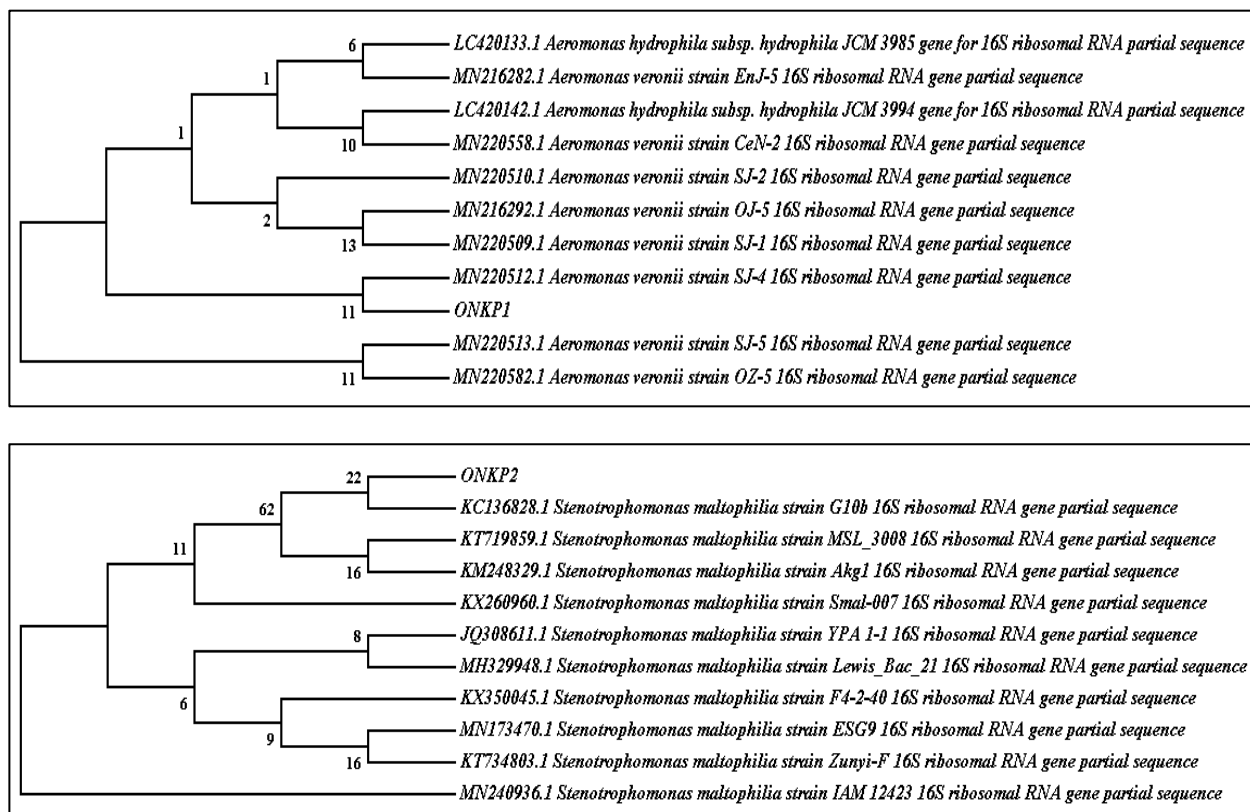 6
LC420133.1 Aeromonas hydrophila subsp. hydrophila JCM 3985 gene for 16S ribosomal RNA partial sequence
1
MN216282.1 Aeromonas veronii strain EnJ-5 16S ribosomal RNA gene partial sequence
LC420142.1 Aeromonas hydrophila subsp. hydrophila JCM 3994 gene for 16S ribosomal RNA partial sequence
1
10
MN220558.1 Aeromonas veronii strain CeN-2 16S ribosomal RNA gene partial sequence
MN220510.1 Aeromonas veronii strain SJ-2 16S ribosomal RNA gene partial sequence
2
MN216292.1 Aeromonas veronii strain OJ-5 16S ribosomal RNA gene partial sequence
13
MN220509.1 Aeromonas veronii strain SJ-1 16S ribosomal RNA gene partial sequence
MN220512.1 Aeromonas veronii strain SJ-4 16S ribosomal RNA gene partial sequence
11
ONKP1
MN220513.1 Aeromonas veronii strain SJ-5 16S ribosomal RNA gene partial sequence
11
MN220582.1 Aeromonas veronii strain OZ-5 16S ribosomal RNA gene partial sequence
22
ONKP2
62
KC136828.1 Stenotrophomonas maltophilia strain G10b 16S ribosomal RNA gene partial sequence
11
KT719859.1 Stenotrophomonas maltophilia strain MSL_3008 16S ribosomal RNA gene partial sequence
16
KM248329.1 Stenotrophomonas maltophilia strain Akg1 16S ribosomal RNA gene partial sequence
KX260960.1 Stenotrophomonas maltophilia strain Smal-007 16S ribosomal RNA gene partial sequence
8
JQ308611.1 Stenotrophomonas maltophilia strain YPA 1-1 16S ribosomal RNA gene partial sequence
MH329948.1 Stenotrophomonas maltophilia strain Lewis_Bac_21 16S ribosomal RNA gene partial sequence
6
KX350045.1 Stenotrophomonas maltophilia strain F4-2-40 16S ribosomal RNA gene partial sequence
9
MN173470.1 Stenotrophomonas maltophilia strain ESG9 16S ribosomal RNA gene partial sequence
16
KT734803.1 Stenotrophomonas maltophilia strain Zunyi-F 16S ribosomal RNA gene partial sequence
MN240936.1 Stenotrophomonas maltophilia strain IAM 12423 16S ribosomal RNA gene partial sequence